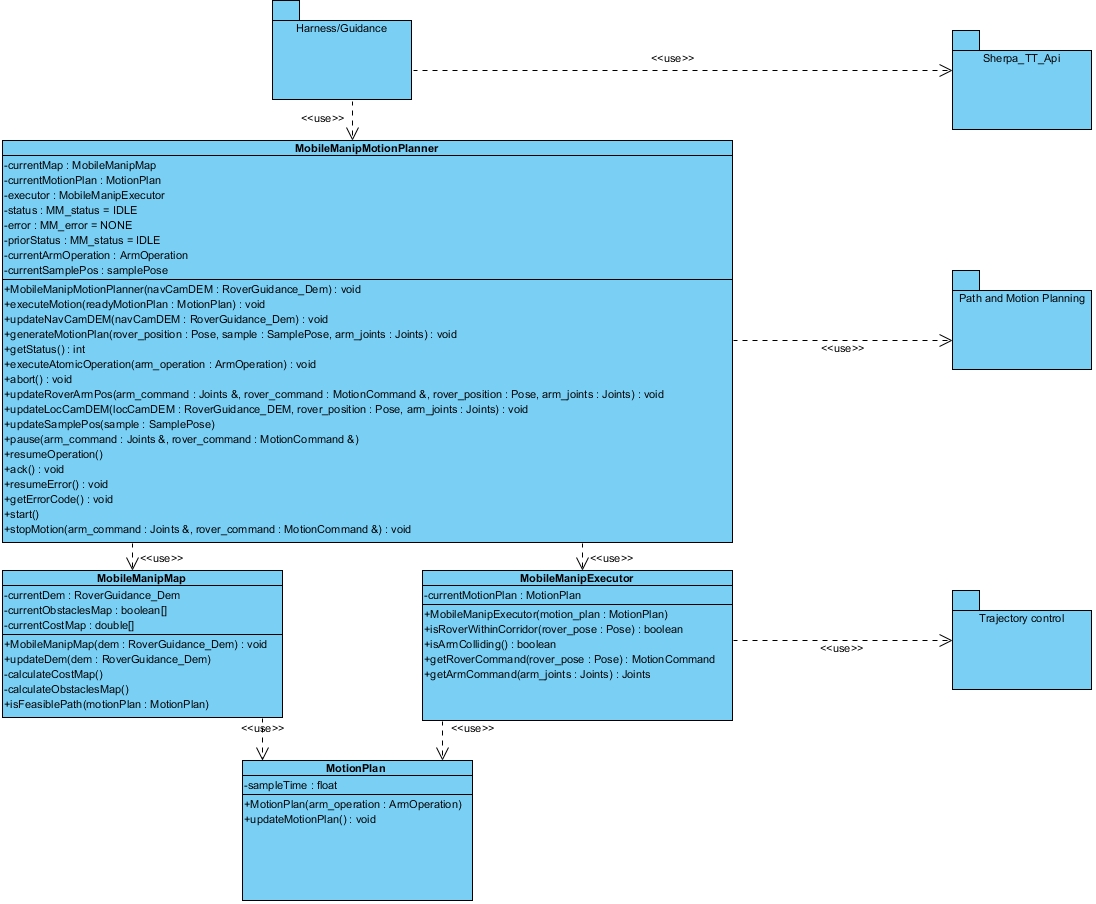 Harness/Guidance
<<use>>
Sherpa_TT_Api
<<use>>
MobileManipMotionPlanner
-currentMap : MobileManipMap
-currentMotionPlan : MotionPlan
-executor : MobileManipExecutor
-status : MM_status = IDLE
-error : MM_error = NONE
-priorStatus : MM_status = IDLE
-currentArmOperation : ArmOperation
-currentSamplePos : samplePose
+MobileManipMotionPlanner(navCamDEM : RoverGuidance_Dem) : void
+executeMotion(readyMotionPlan : MotionPlan) : void
+updateNavCamDEM(navCamDEM : RoverGuidance_Dem) : void
+generateMotionPlan(rover_position : Pose, sample : SamplePose, arm_joints : Joints) : void
+getStatus() : int
+executeAtomicOperation(arm_operation : ArmOperation) : void
+abort() : void
+updateRoverArmPos(arm_command : Joints &, rover_command : MotionCommand &, rover_position : Pose, arm_joints : Joints) : void
+updateLocCamDEM(locCamDEM : RoverGuidance_DEM, rover_position : Pose, arm_joints : Joints) : void
+updateSamplePos(sample : SamplePose)
+pause(arm_command : Joints &, rover_command : MotionCommand &)
+resumeOperation()
+ack() : void
+resumeError() : void
+getErrorCode() : void
+start()
+stopMotion(arm_command : Joints &, rover_command : MotionCommand &) : void
Path and Motion Planning
<<use>>
<<use>>
<<use>>
MobileManipMap
-currentDem : RoverGuidance_Dem
-currentObstaclesMap : boolean[]
-currentCostMap : double[]
+MobileManipMap(dem : RoverGuidance_Dem) : void
+updateDem(dem : RoverGuidance_Dem)
-calculateCostMap()
-calculateObstaclesMap()
+isFeasiblePath(motionPlan : MotionPlan)
MobileManipExecutor
-currentMotionPlan : MotionPlan
+MobileManipExecutor(motion_plan : MotionPlan)
+isRoverWithinCorridor(rover_pose : Pose) : boolean
+isArmColliding() : boolean
+getRoverCommand(rover_pose : Pose) : MotionCommand
+getArmCommand(arm_joints : Joints) : Joints
Trajectory control
<<use>>
<<use>>
<<use>>
MotionPlan
-sampleTime : float
+MotionPlan(arm_operation : ArmOperation)
+updateMotionPlan() : void